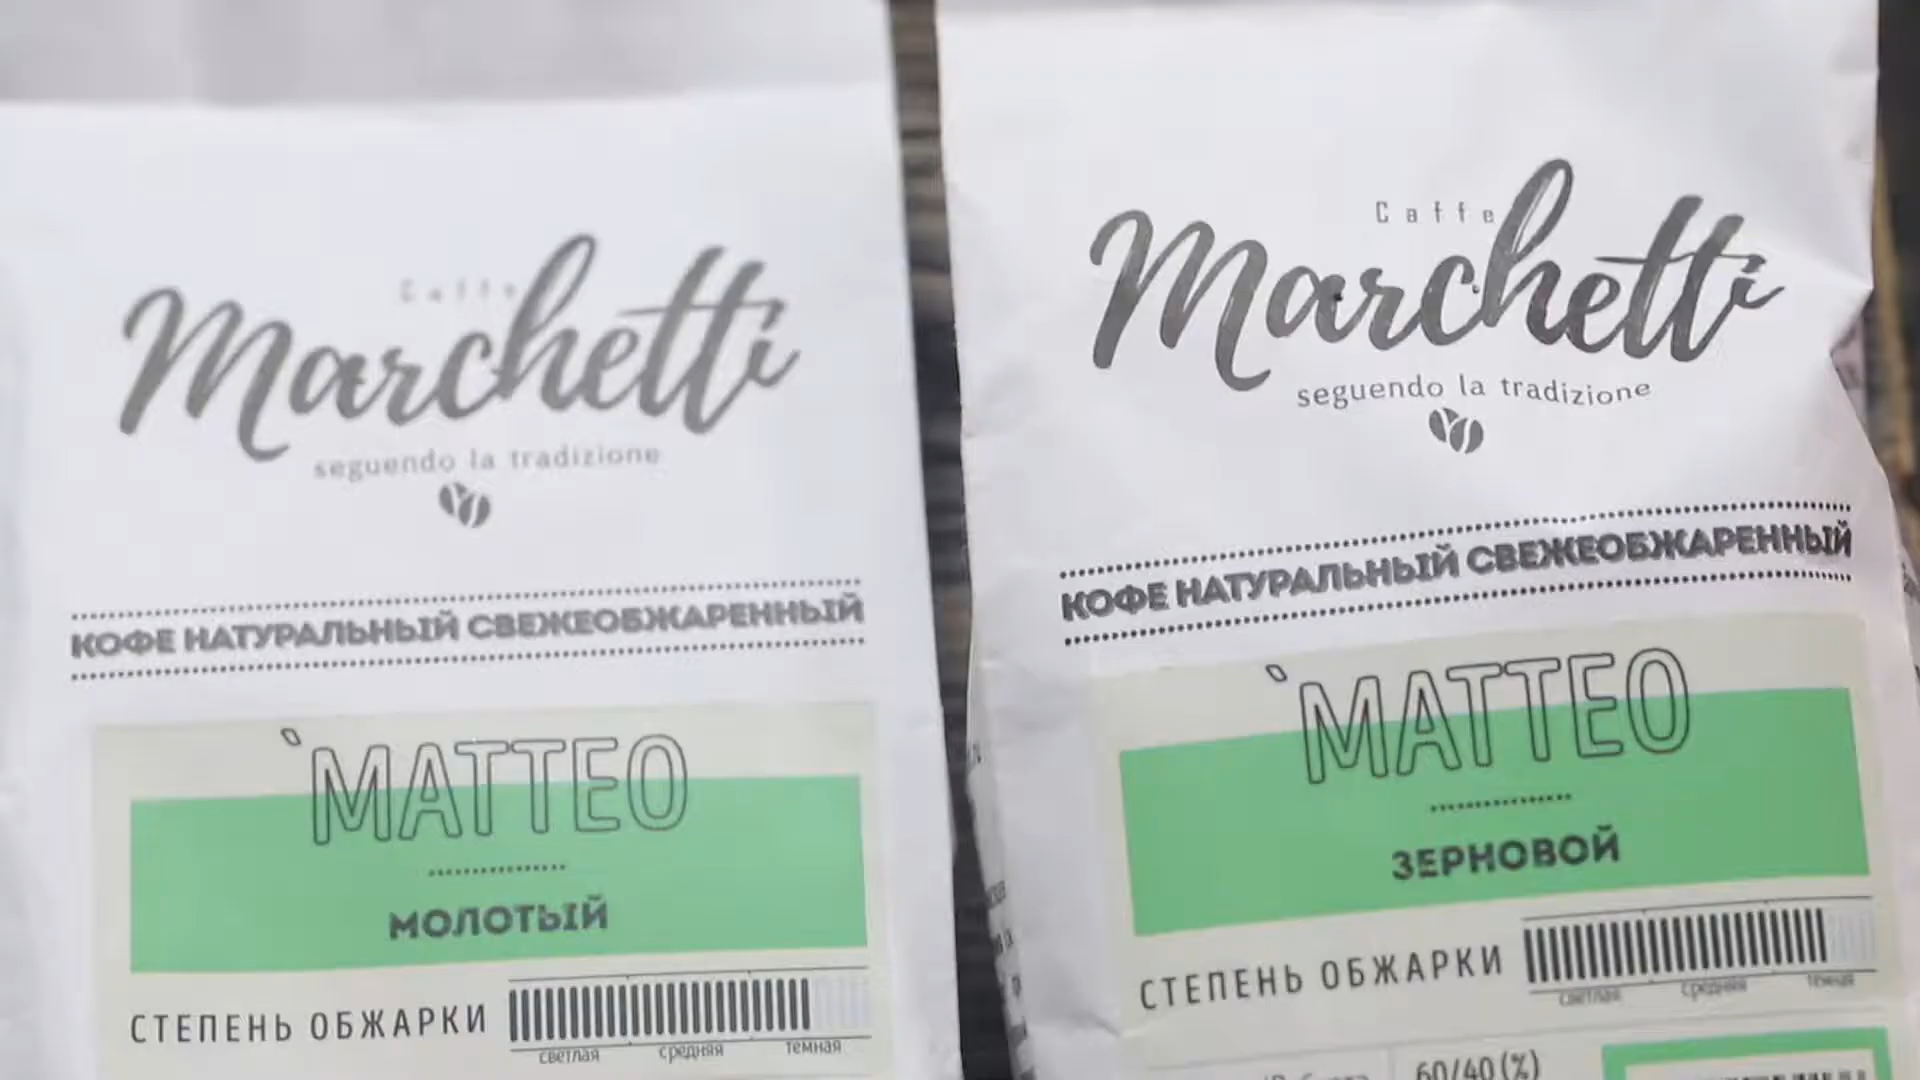 Caffe
Marchetti
seguendo la tradizione
КОФЕ НАТУРАЛЬНЫЙ СВЕЖЕОБЖАРЕННЫЙ
`MATTEO
МОЛОТЫЙ
СТЕПЕНЬ ОБЖАРКИ
светлая средняя темная
Caffe
Marchetti
seguendo la tradizione
КОФЕ НАТУРАЛЬНЫЙ СВЕЖЕОБЖАРЕННЫЙ
`MATTEO
ЗЕРНОВОЙ
СТЕПЕНЬ ОБЖАРКИ
светлая средняя темная
60/40 (%)